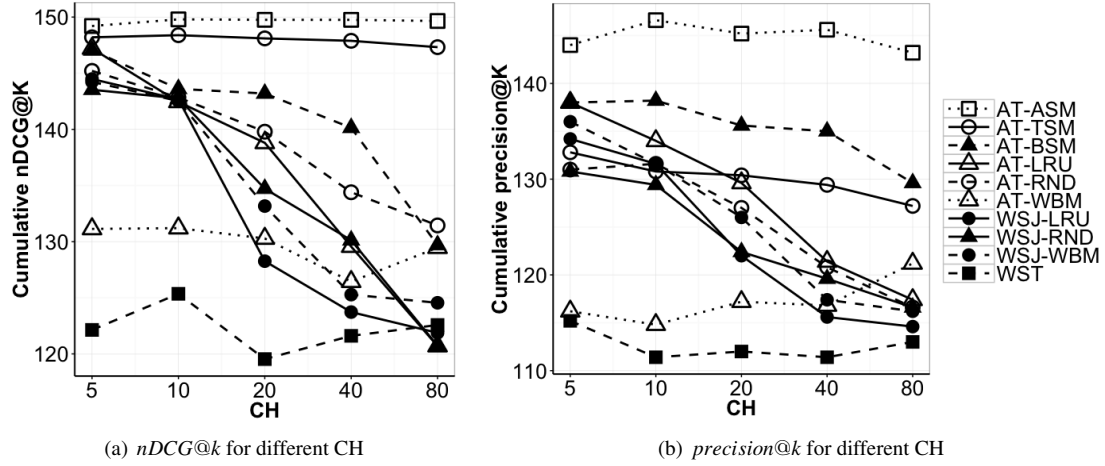 150
140
130
120
5
10
20
40
80
CH
Cumulative nDCG@K
(a) nDCG@k for different CH
140
130
120
110
5
10
20
40
80
CH
Cumulative precision@K
(b) precision@k for different CH
AT-ASM
AT-TSM
AT-BSM
AT-LRU
AT-RND
AT-WBM
WSJ-LRU
WSJ-RND
WSJ-WBM
WST